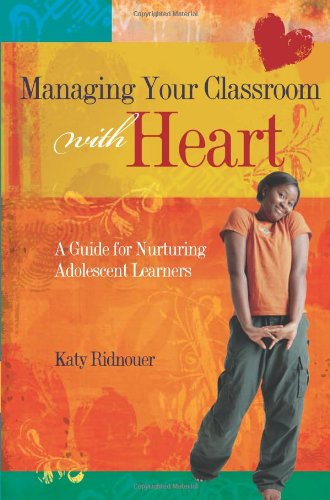 Managing Your Classroom
with Heart
A Guide for Nurturing
Adolescent Learners
Katy Ridnouer